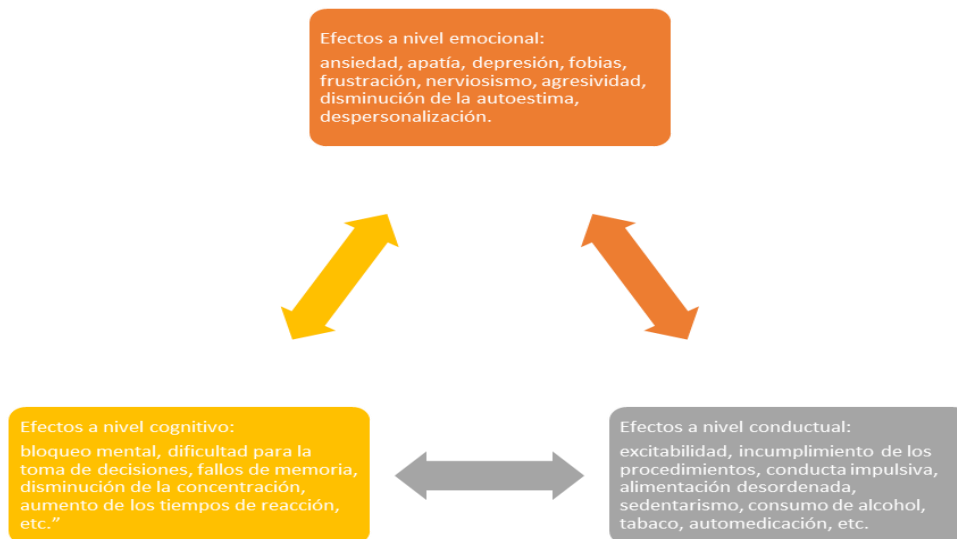 Efectos a nivel emocional:
ansiedad, apatía, depresión, fobias,
frustración, nerviosismo, agresividad,
disminución de la autoestima,
despersonalización.
Efectos a nivel cognitivo:
bloqueo mental, dificultad para la
toma de decisiones, fallos de memoria,
disminución de la concentración,
aumento de los tiempos de reacción,
etc.”
Efectos a nivel conductual:
excitabilidad, incumplimiento de los
procedimientos, conducta impulsiva,
alimentación desordenada,
sedentarismo, consumo de alcohol,
tabaco, automedicación, etc.